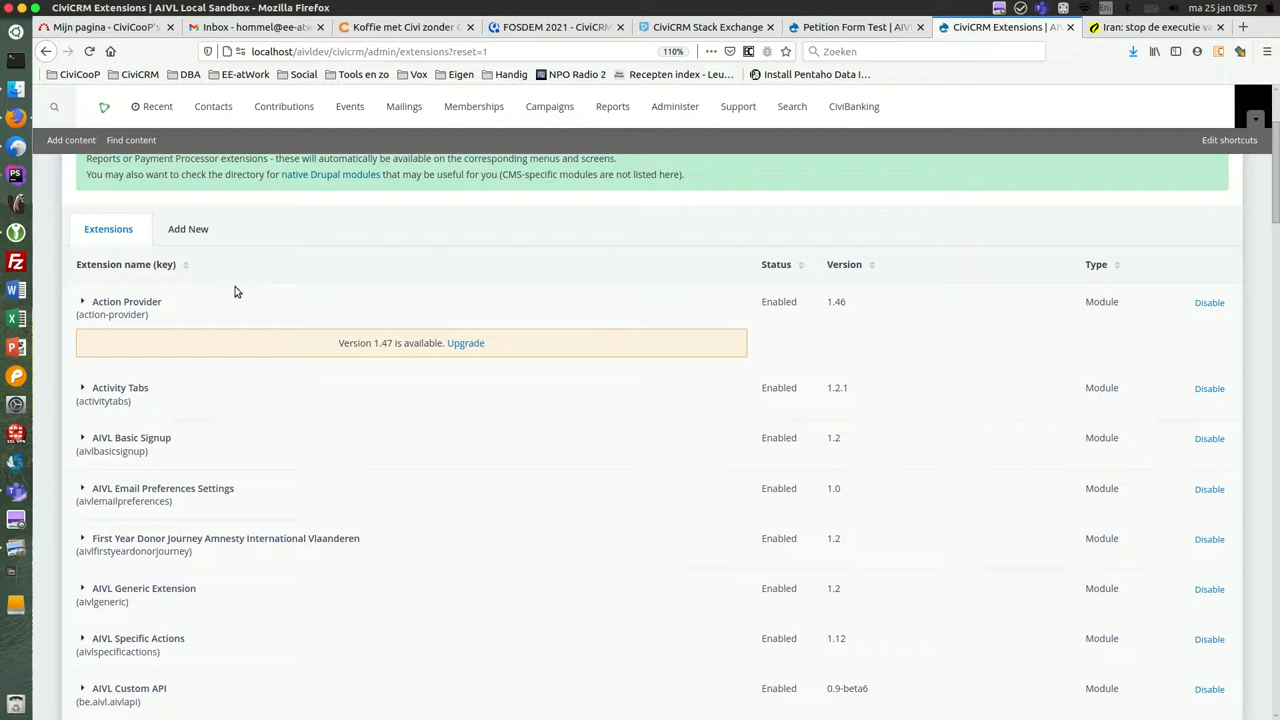 CiviCRM Extensions | AIVL Local Sandbox - Mozilla Firefox
ma 25 jan 08:57
Mijn pagina - CiviCooP's
Inbox - hommel@ee-atw
Koffie met Civi zonder
FOSDEM 2021 - CiviCRM
CiviCRM Stack Exchange
Petition Form Test | AIVL
CiviCRM Extensions | AIV
Iran: stop de executie va
localhost/aivldev/civicrm/admin/extensions?reset=1
110%
Zoeken
CiviCooP
CiviCRM
DBA
EE-atWork
Social
Tools en zo
Vox
Eigen
Handig
NPO Radio 2
Recepten index - Leu...
Install Pentaho Data I...
Recent
Contacts
Contributions
Events
Mailings
Memberships
Campaigns
Reports
Administer
Support
Search
CiviBanking
Add content
Find content
Edit shortcuts
Reports or Payment Processor extensions - these will automatically be available on the corresponding menus and screens.
You may also want to check the directory for native Drupal modules that may be useful for you (CMS-specific modules are not listed here).
Extensions
Add New
Extension name (key) Status Version Type
Action Provider Enabled 1.46 Module Disable
(action-provider)
Version 1.47 is available. Upgrade
Activity Tabs Enabled 1.2.1 Module Disable
(activitytabs)
AIVL Basic Signup Enabled 1.2 Module Disable
(aivlbasicsignup)
AIVL Email Preferences Settings Enabled 1.0 Module Disable
(aivlemailpreferences)
First Year Donor Journey Amnesty International Vlaanderen Enabled 1.2 Module Disable
(aivlfirstyeardonorjourney)
AIVL Generic Extension Enabled 1.2 Module Disable
(aivlgeneric)
AIVL Specific Actions Enabled 1.12 Module Disable
(aivlspecificactions)
AIVL Custom API Enabled 0.9-beta6 Module Disable
(be.aivl.aivlapi)